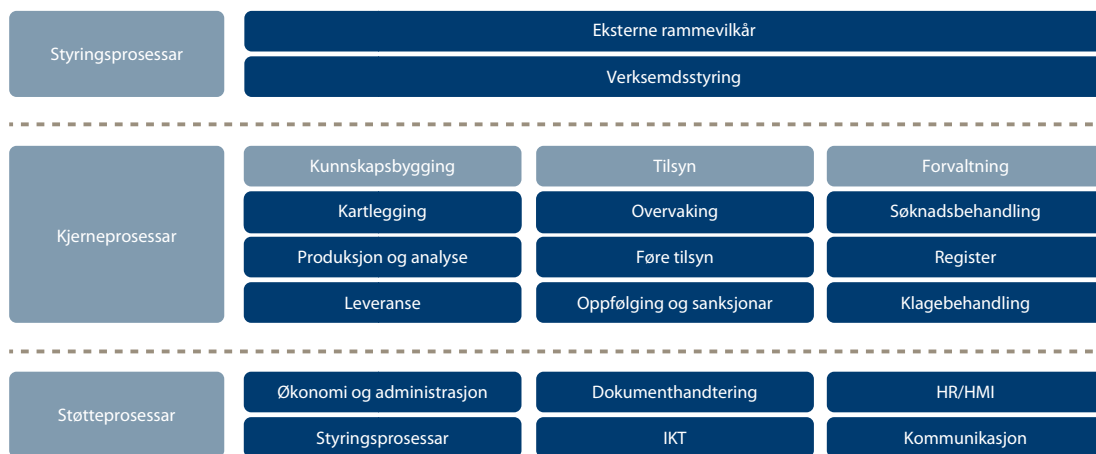 Styringsprosessar
Eksterne rammevilkår
Verksemdsstyring
Kjerneprosessar
Kunnskapsbygging
Tilsyn
Forvaltning
Kartlegging
Overvaking
Søknadsbehandling
Produksjon og analyse
Føre tilsyn
Register
Leveranse
Oppfølging og sanksjonar
Klagebehandling
Støtteprosessar
Økonomi og administrasjon
Dokumenthandtering
HR/HMI
Styringsprosessar
IKT
Kommunikasjon